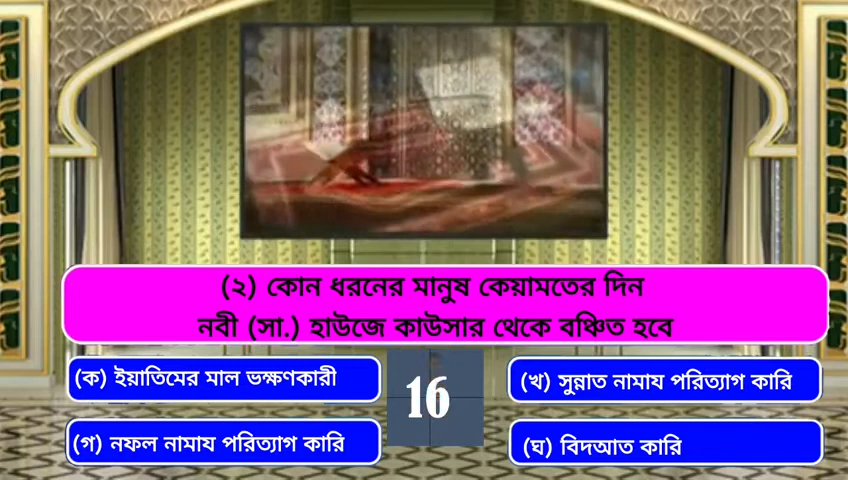 (২) কোন ধরনের মানুষ কেয়ামতের দিন
নবী (সা.) হাউজে কাউসার থেকে বঞ্চিত হবে
(ক) ইয়াতিমের মাল ভক্ষণকারী
(খ) সুন্নাত নামায পরিত্যাগ কারি
16
(গ) নফল নামায পরিত্যাগ কারি
(ঘ) বিদআত কারি